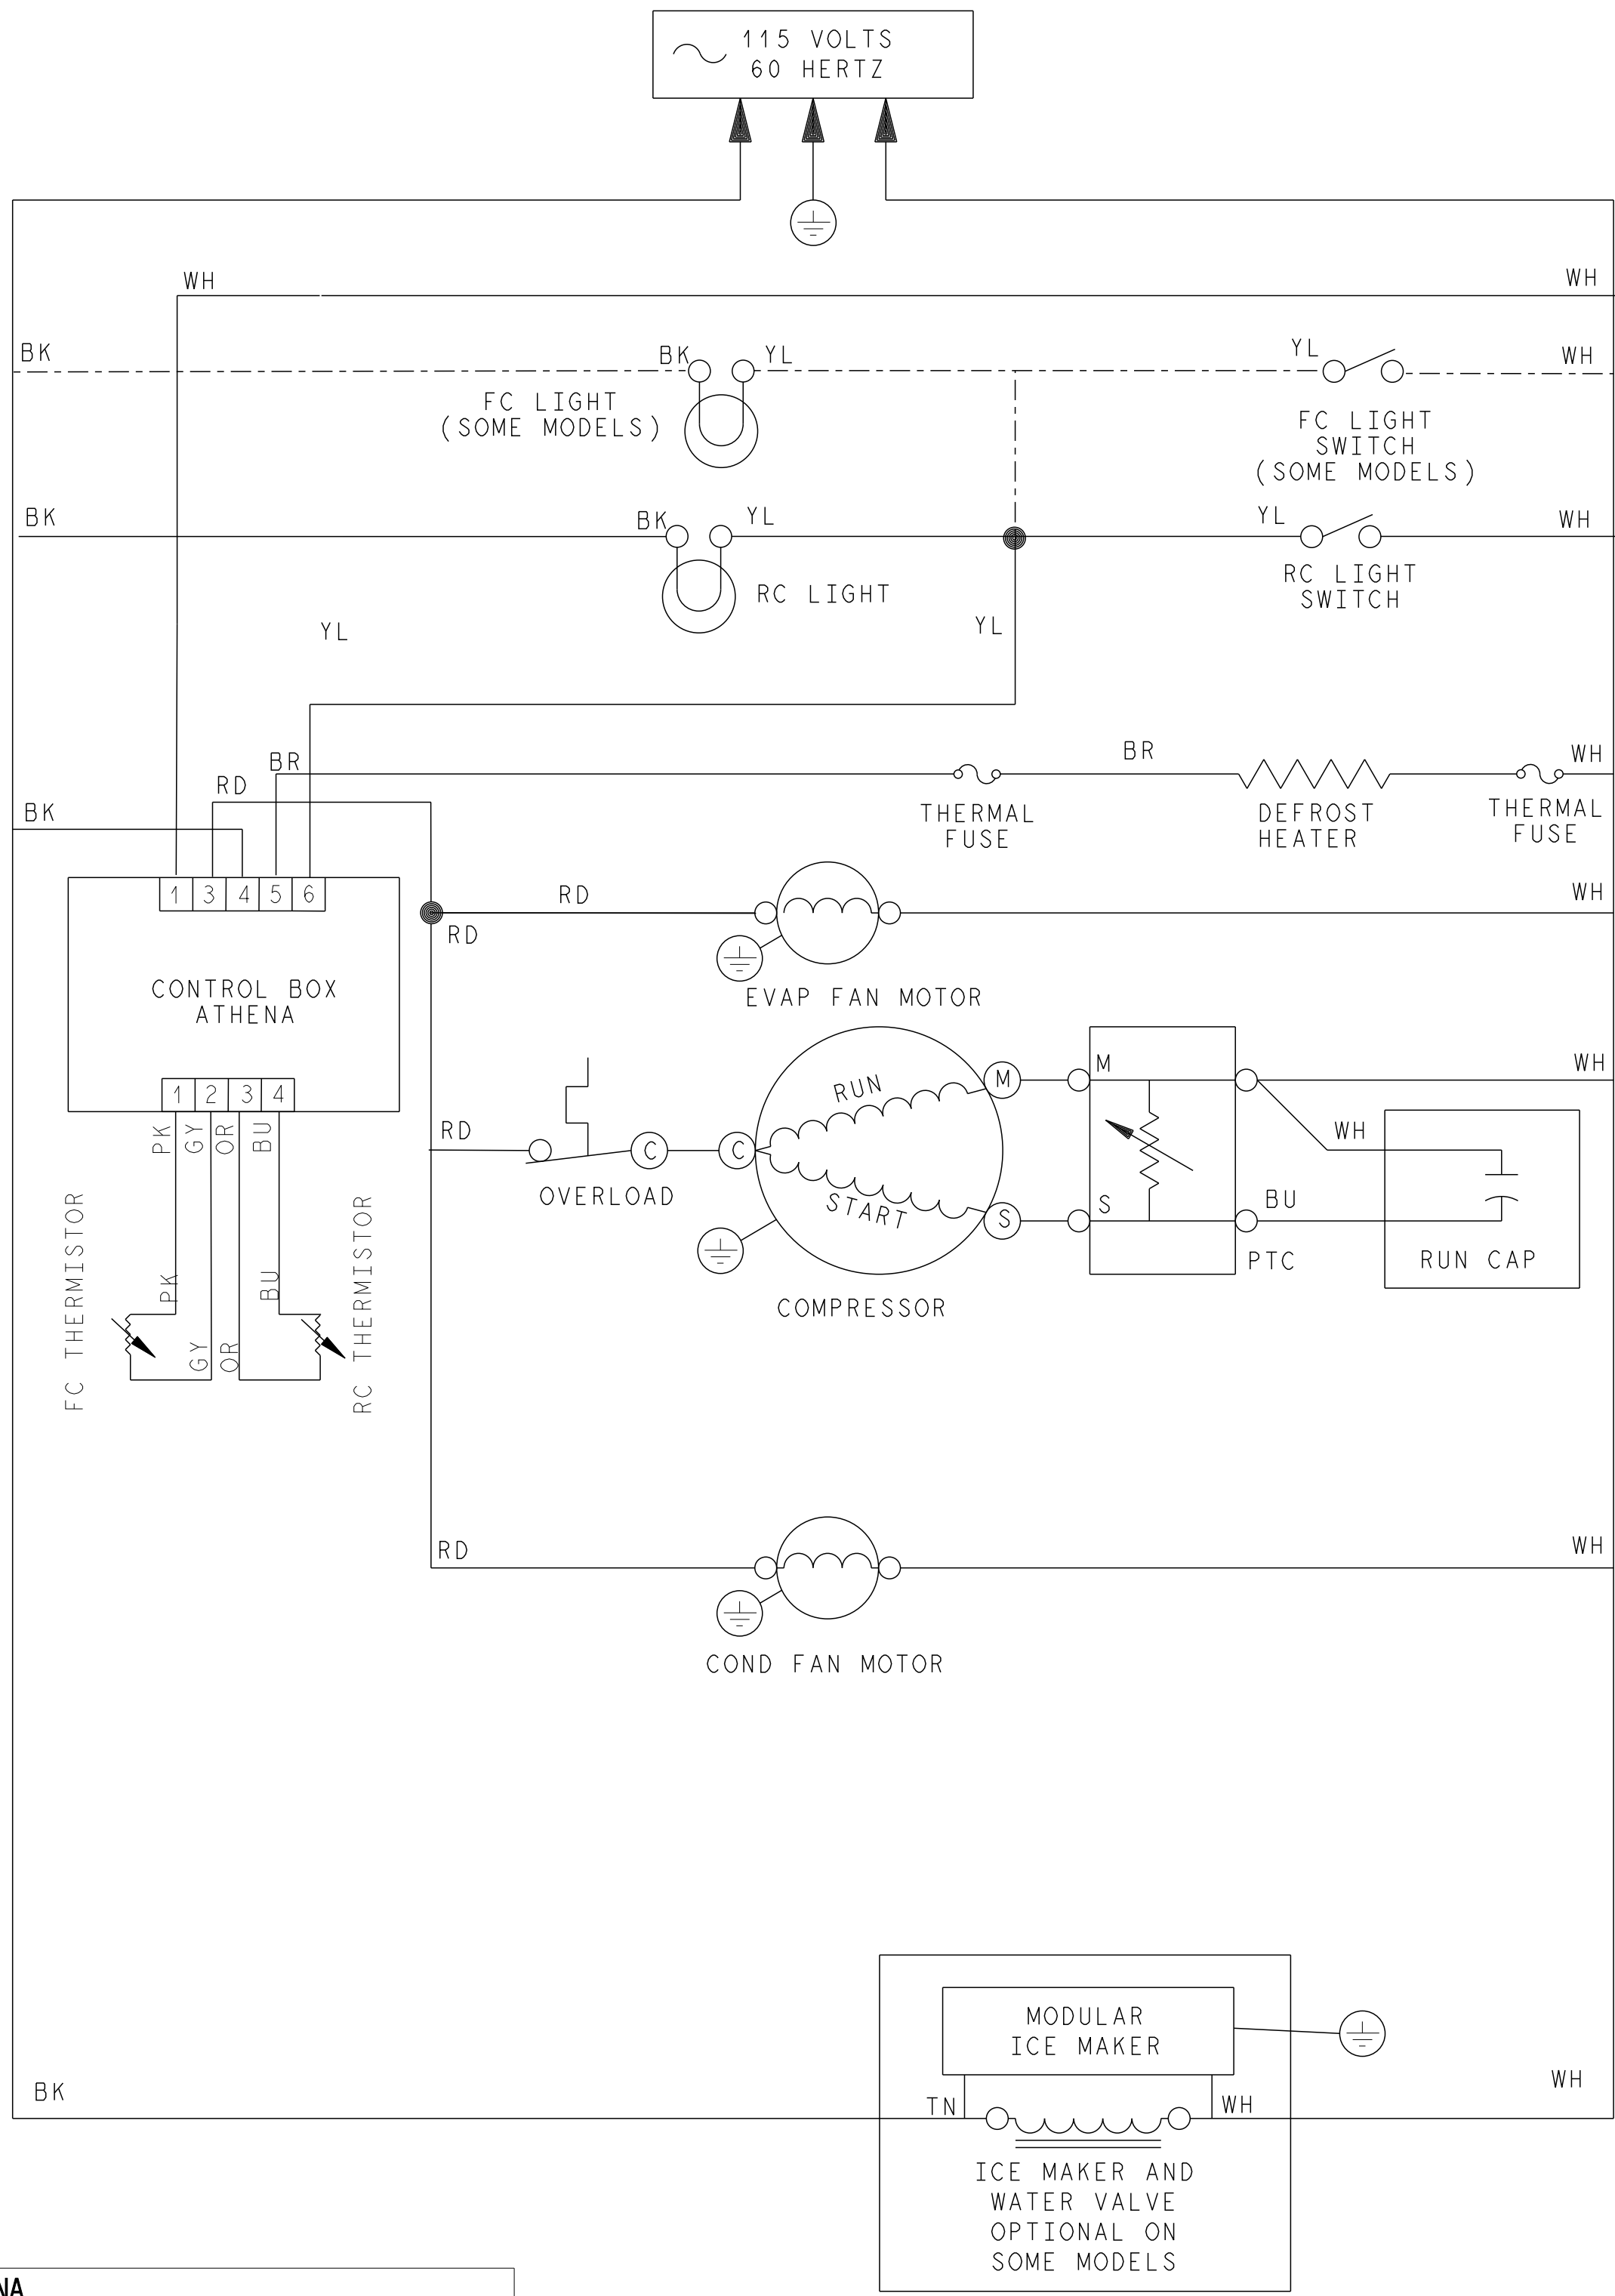 115 VOLTS
60 HERTZ
WH
WH
BK
BK
YL
YL
WH
FC LIGHT
(SOME MODELS)
FC LIGHT
SWITCH
(SOME MODELS)
BK
BK
YL
YL
WH
RC LIGHT
RC LIGHT
SWITCH
YL
YL
BR
BR
WH
RD
BK
THERMAL
FUSE
DEFROST
HEATER
THERMAL
FUSE
1 3 4 5 6
RD
WH
RD
CONTROL BOX
ATHENA
EVAP FAN MOTOR
1 2 3 4
RUN
M
M
WH
PK
GY
OR
BU
RD
C
C
WH
OVERLOAD
START
S
S
BU
PTC
RUN CAP
COMPRESSOR
FC THERMISTOR
PK
GY
OR
BU
RC THERMISTOR
RD
WH
COND FAN MOTOR
MODULAR
ICE MAKER
BK
TN
WH
WH
ICE MAKER AND
WATER VALVE
OPTIONAL ON
SOME MODELS